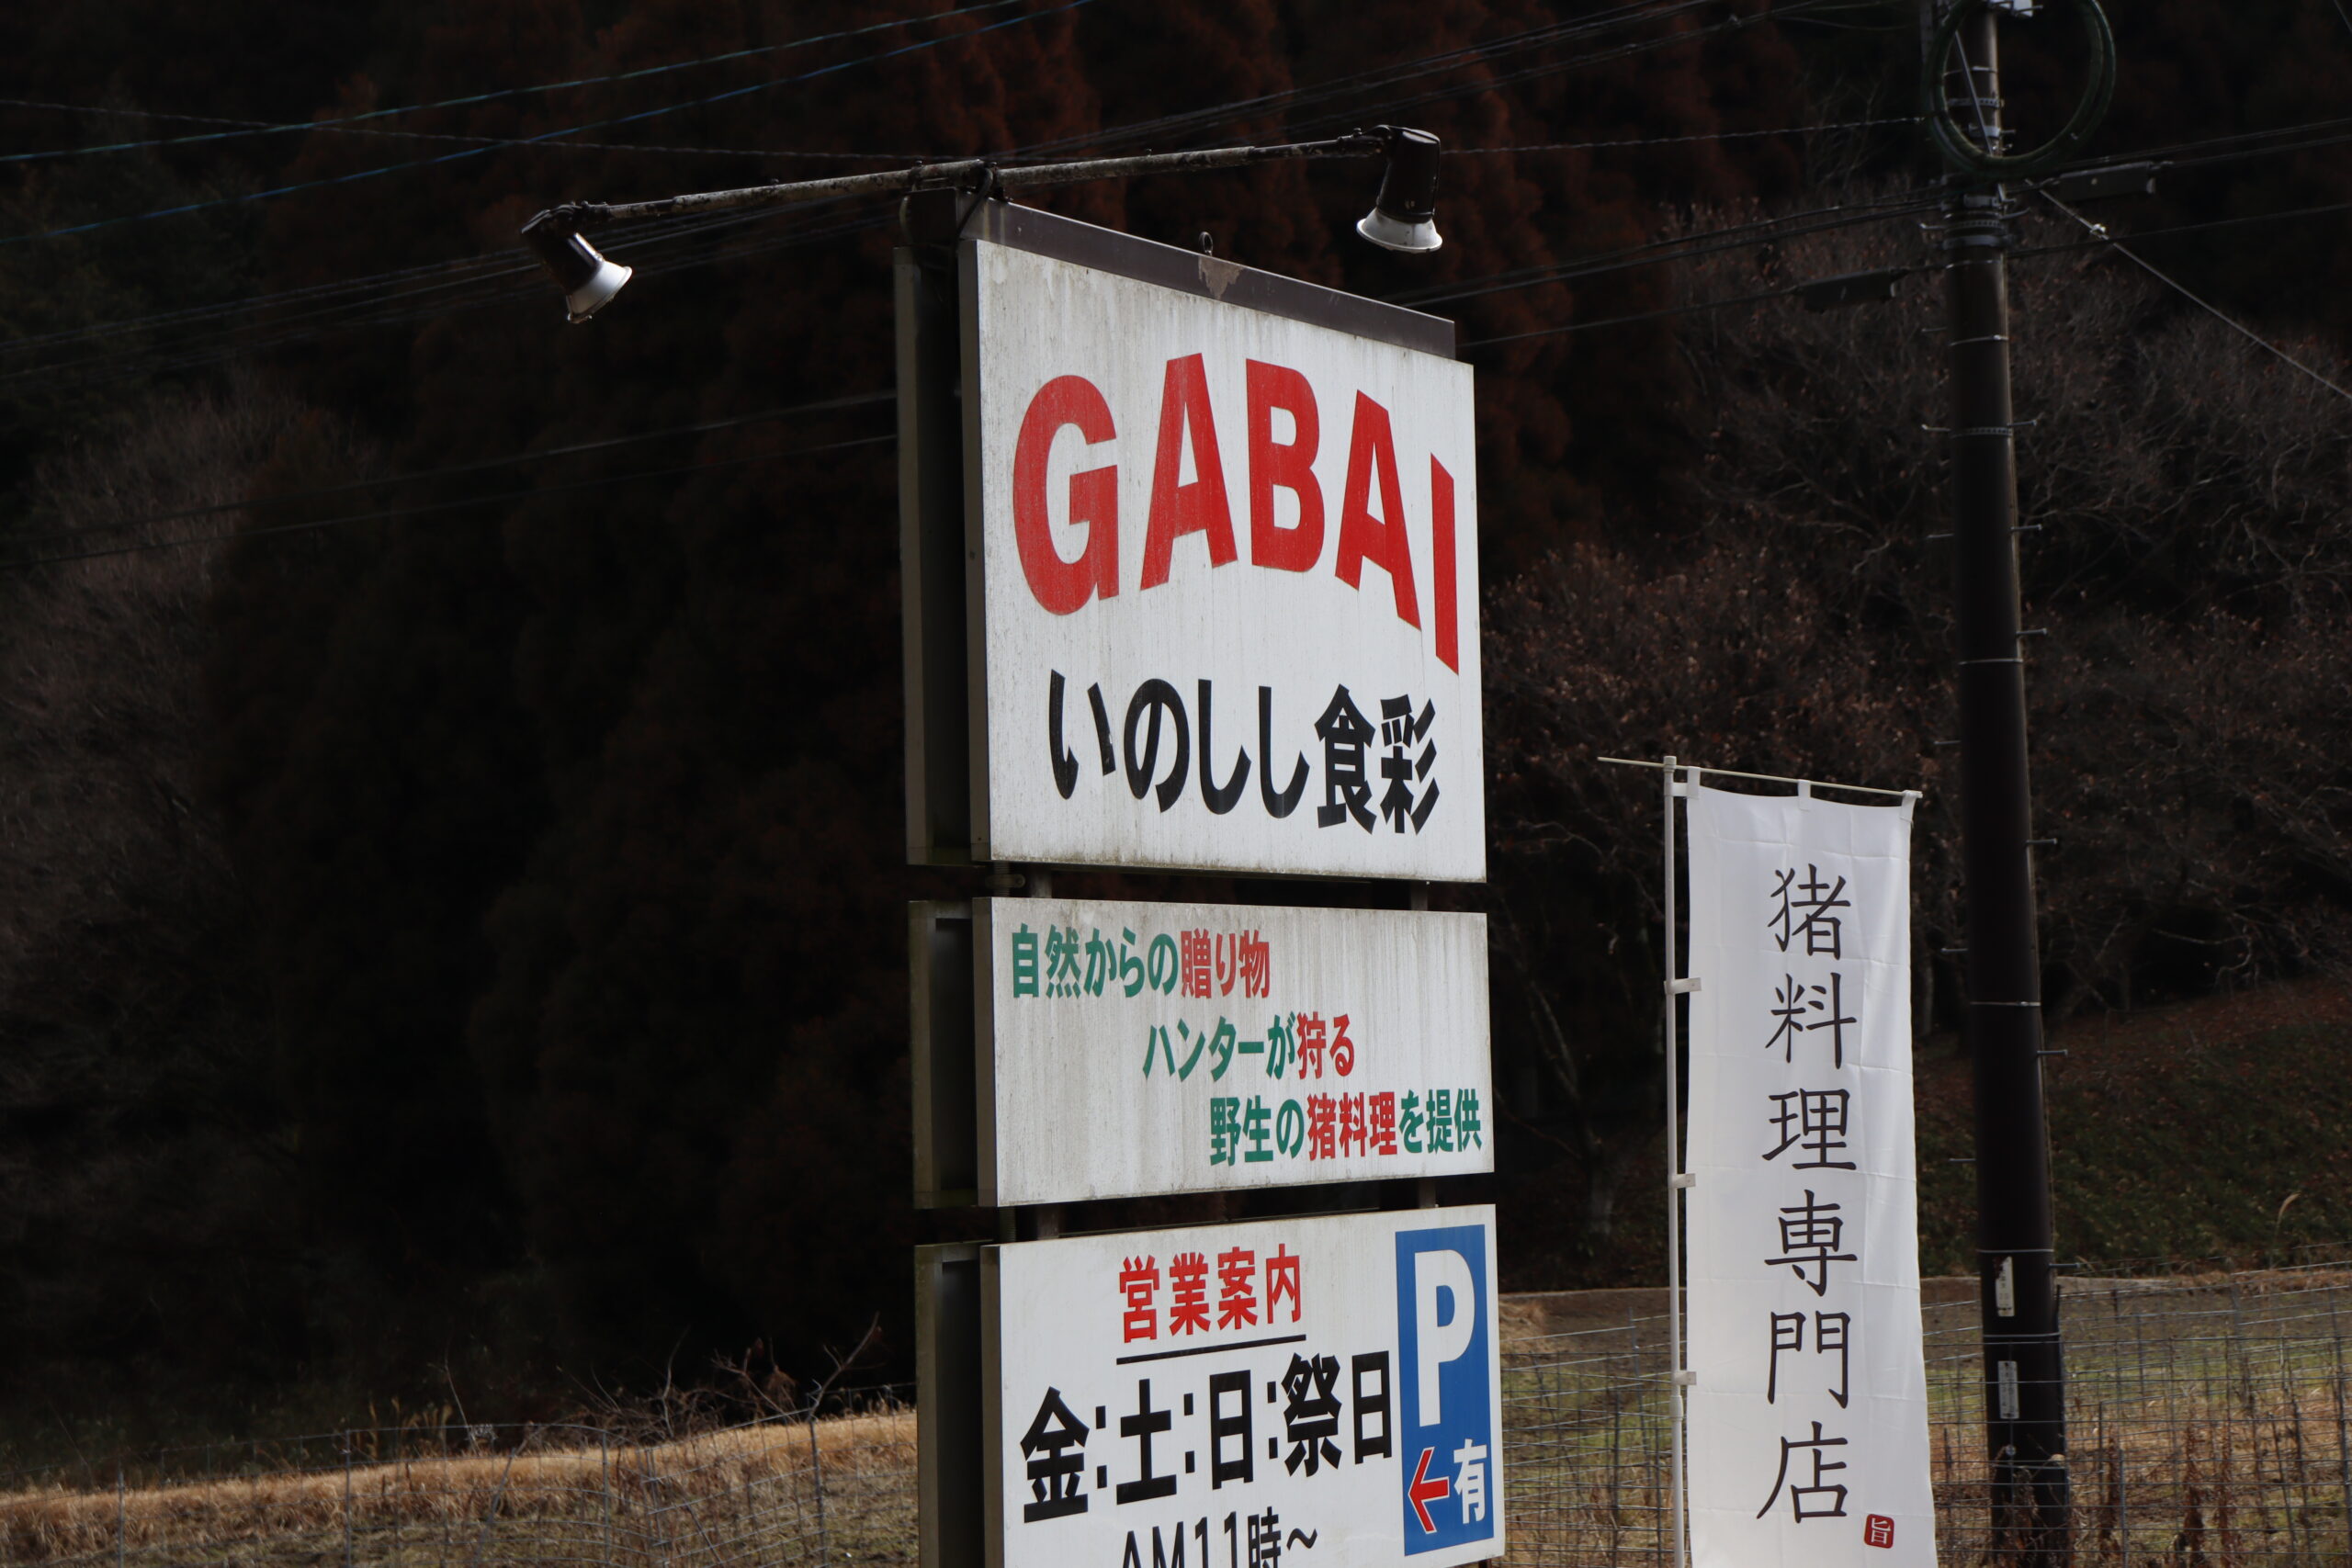 GABAI
いのしし食彩
自然からの贈り物
ハンターが狩る
野生の猪料理を提供
営業案内
金:土:日:祭日
AM11時～
P
←有
猪料理専門店
旨